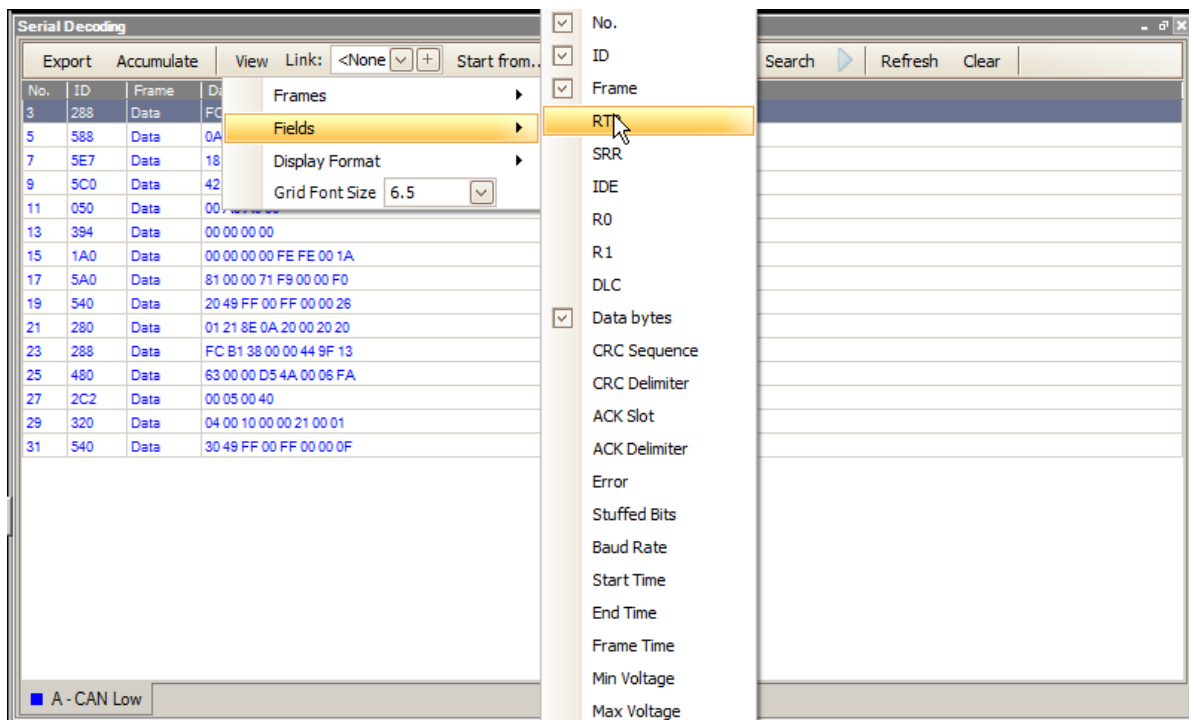 Serial Decoding
Export Accumulate View Link: <None Start from.. Search Refresh Clear
No. ID Frame
3 288 Data FC
5 588 Data 0A
7 5E7 Data 18
9 5C0 Data 42
11 050 Data 00
13 394 Data 00 00 00 00
15 1A0 Data 00 00 00 00 FE FE 00 1A
17 5A0 Data 81 00 00 71 F9 00 00 F0
19 540 Data 20 49 FF 00 FF 00 00 26
21 280 Data 01 21 8E 0A 20 00 20 20
23 288 Data FC B1 38 00 00 44 9F 13
25 480 Data 63 00 00 D5 4A 00 06 FA
27 2C2 Data 00 05 00 40
29 320 Data 04 00 10 00 00 21 00 01
31 540 Data 30 49 FF 00 FF 00 00 0F
Frames
Fields
Display Format
Grid Font Size 6.5
No.
ID
Frame
RTR
SRR
IDE
R0
R1
DLC
Data bytes
CRC Sequence
CRC Delimiter
ACK Slot
ACK Delimiter
Error
Stuffed Bits
Baud Rate
Start Time
End Time
Frame Time
Min Voltage
Max Voltage
A - CAN Low